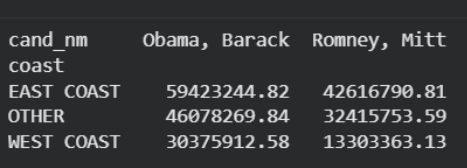 cand_nm Obama, Barack Romney, Mitt
coast
EAST COAST 59423244.82 42616790.81
OTHER 46078269.84 32415753.59
WEST COAST 30375912.58 13303363.13